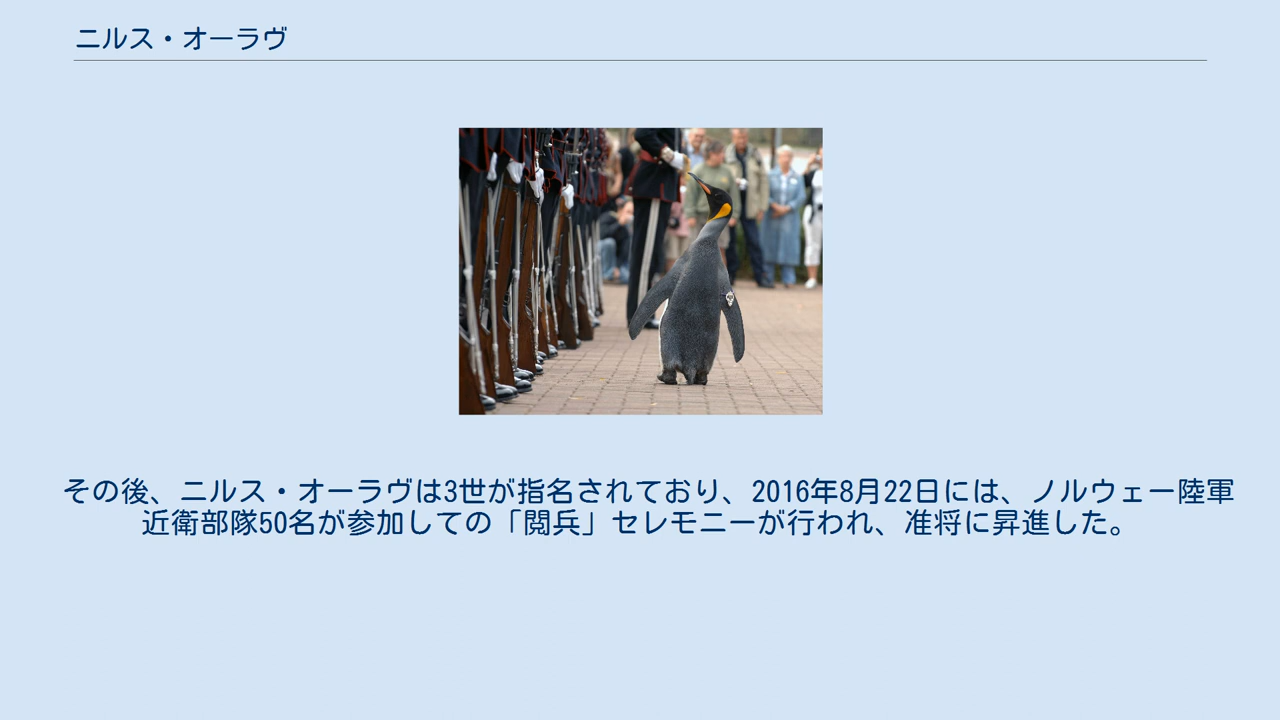 ニルス・オーラヴ
その後、ニルス・オーラヴは3世が指名されており、2016年8月22日には、ノルウェー陸軍
近衛部隊50名が参加しての「閲兵」セレモニーが行われ、准将に昇進した。